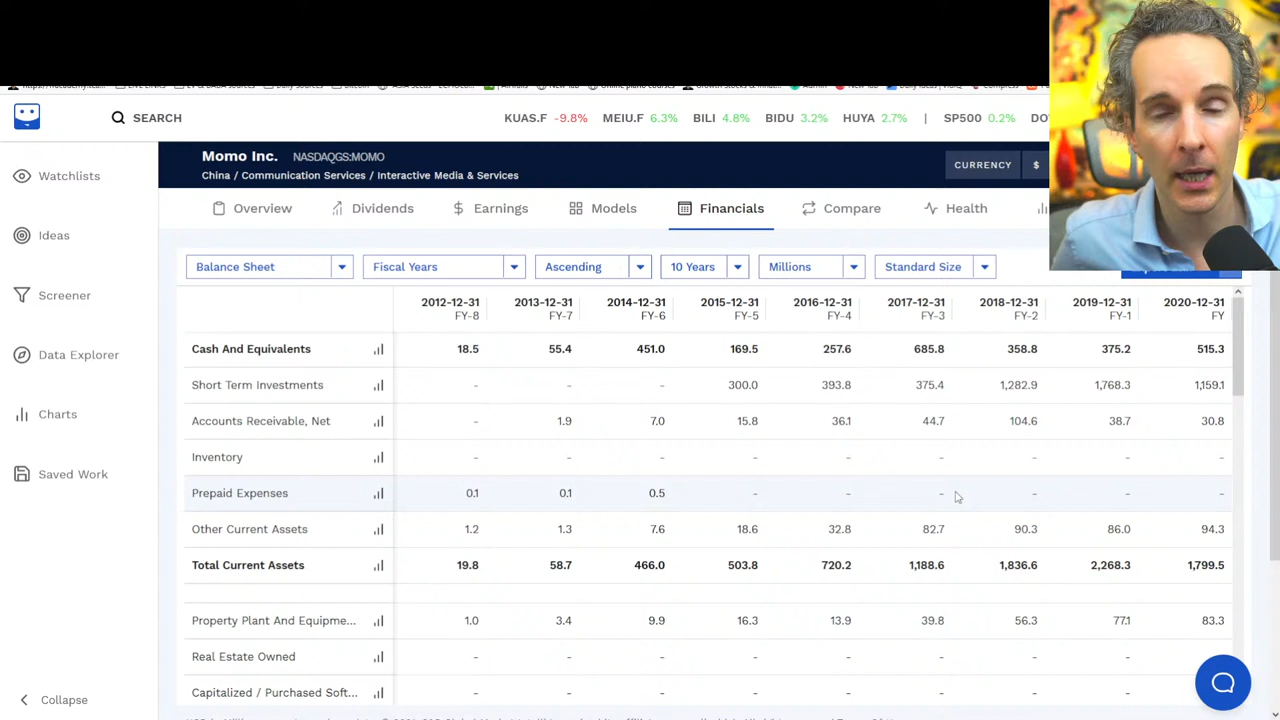 SEARCH
KUAS.F -9.8% MEIU.F 6.3% BILI 4.8% BIDU 3.2% HUYA 2.7% | SP500 0.2%
Momo Inc. NASDAQGS:MOMO
China / Communication Services / Interactive Media & Services
CURRENCY $
Watchlists
Ideas
Screener
Data Explorer
Charts
Saved Work
Collapse
Overview Dividends Earnings Models Financials Compare Health
Balance Sheet Fiscal Years Ascending 10 Years Millions Standard Size
2012-12-31 2013-12-31 2014-12-31 2015-12-31 2016-12-31 2017-12-31 2018-12-31 2019-12-31 2020-12-31
FY-8 FY-7 FY-6 FY-5 FY-4 FY-3 FY-2 FY-1 FY
Cash And Equivalents 18.5 55.4 451.0 169.5 257.6 685.8 358.8 375.2 515.3
Short Term Investments - - - 300.0 393.8 375.4 1,282.9 1,768.3 1,159.1
Accounts Receivable, Net - 1.9 7.0 15.8 36.1 44.7 104.6 38.7 30.8
Inventory - - - - - - - - -
Prepaid Expenses 0.1 0.1 0.5 - - - - - -
Other Current Assets 1.2 1.3 7.6 18.6 32.8 82.7 90.3 86.0 94.3
Total Current Assets 19.8 58.7 466.0 503.8 720.2 1,188.6 1,836.6 2,268.3 1,799.5
Property Plant And Equipme... 1.0 3.4 9.9 16.3 13.9 39.8 56.3 77.1 83.3
Real Estate Owned - - - - - - - - -
Capitalized / Purchased Soft... - - - - - - - - -